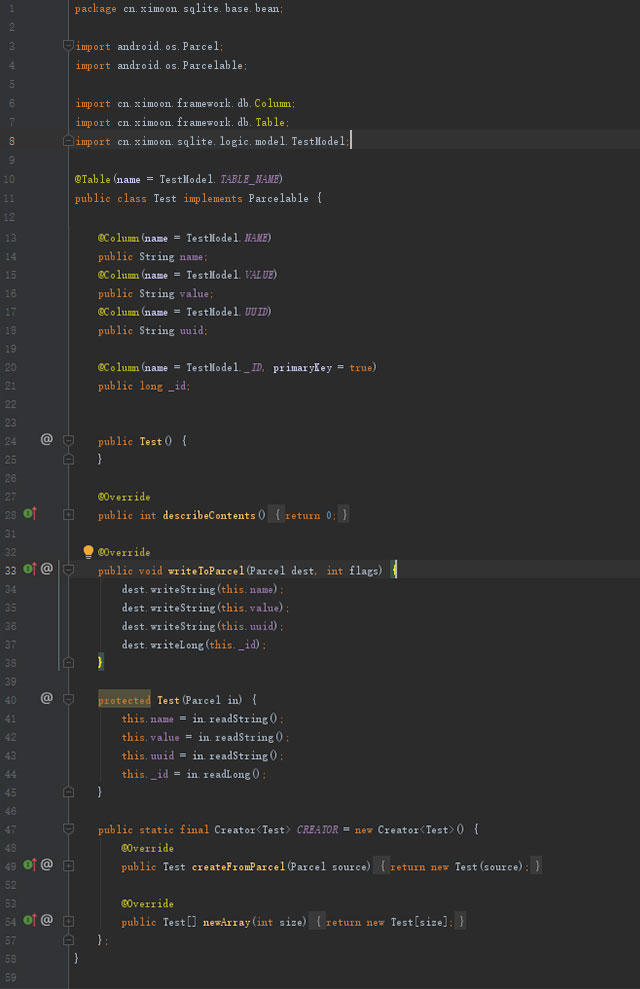 1 package cn.ximoon.sqlite.base.bean;
2
3 import android.os.Parcel;
4 import android.os.Parcelable;
5
6 import cn.ximoon.framework.db.Column;
7 import cn.ximoon.framework.db.Table;
8 import cn.ximoon.sqlite.logic.model.TestModel;
9
10 @Table(name = TestModel.TABLE_NAME)
11 public class Test implements Parcelable {
12
13 @Column(name = TestModel.NAME)
14 public String name;
15 @Column(name = TestModel.VALUE)
16 public String value;
17 @Column(name = TestModel.UUID)
18 public String uuid;
19
20 @Column(name = TestModel._ID, primaryKey = true)
21 public long _id;
22
23
24 @ public Test() {
25 }
26
27 @Override
28 public int describeContents() { return 0; }
31
32 @Override
33 @ public void writeToParcel(Parcel dest, int flags) {
34 dest.writeString(this.name);
35 dest.writeString(this.value);
36 dest.writeString(this.uuid);
37 dest.writeLong(this._id);
38 }
39
40 @ protected Test(Parcel in) {
41 this.name = in.readString();
42 this.value = in.readString();
43 this.uuid = in.readString();
44 this._id = in.readLong();
45 }
46
47 public static final Creator<Test> CREATOR = new Creator<Test>() {
48 @Override
49 @ public Test createFromParcel(Parcel source) { return new Test(source); }
52
53 @Override
54 @ public Test[] newArray(int size) { return new Test[size]; }
57 };
58 }
59